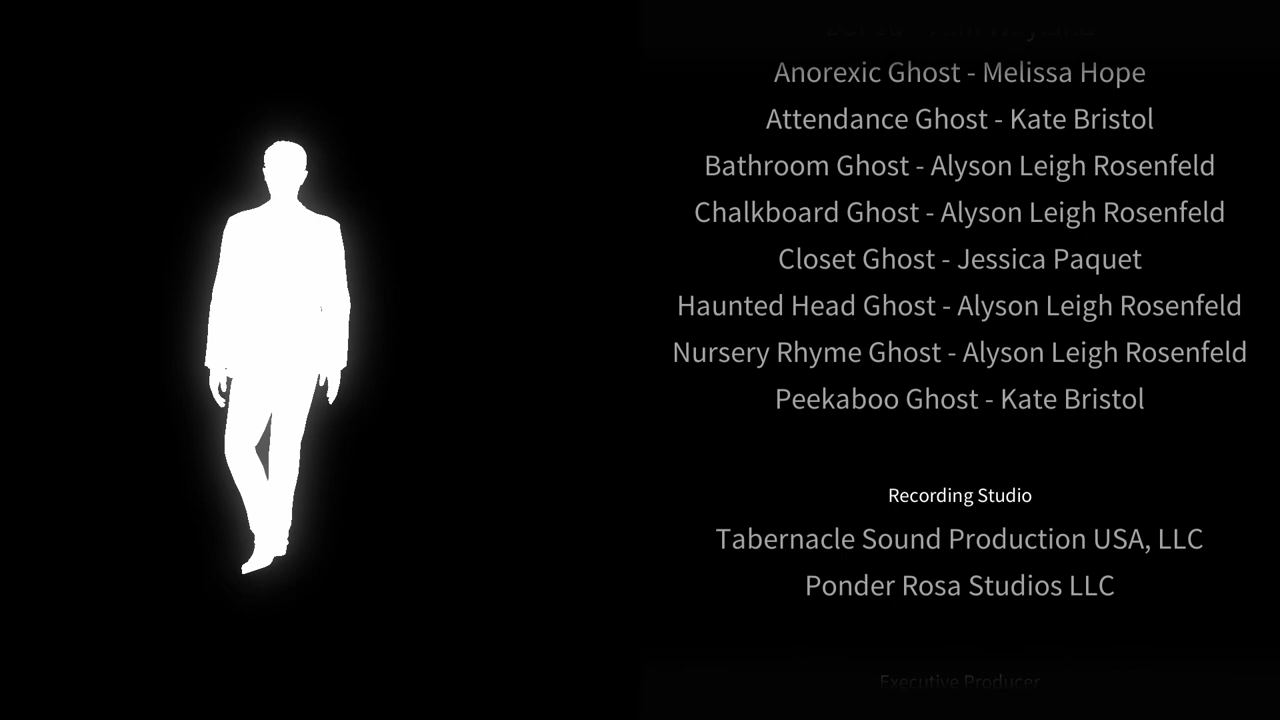 Anorexic Ghost - Melissa Hope
Attendance Ghost - Kate Bristol
Bathroom Ghost - Alyson Leigh Rosenfeld
Chalkboard Ghost - Alyson Leigh Rosenfeld
Closet Ghost - Jessica Paquet
Haunted Head Ghost - Alyson Leigh Rosenfeld
Nursery Rhyme Ghost - Alyson Leigh Rosenfeld
Peekaboo Ghost - Kate Bristol
Recording Studio
Tabernacle Sound Production USA, LLC
Ponder Rosa Studios LLC
Executive Producer